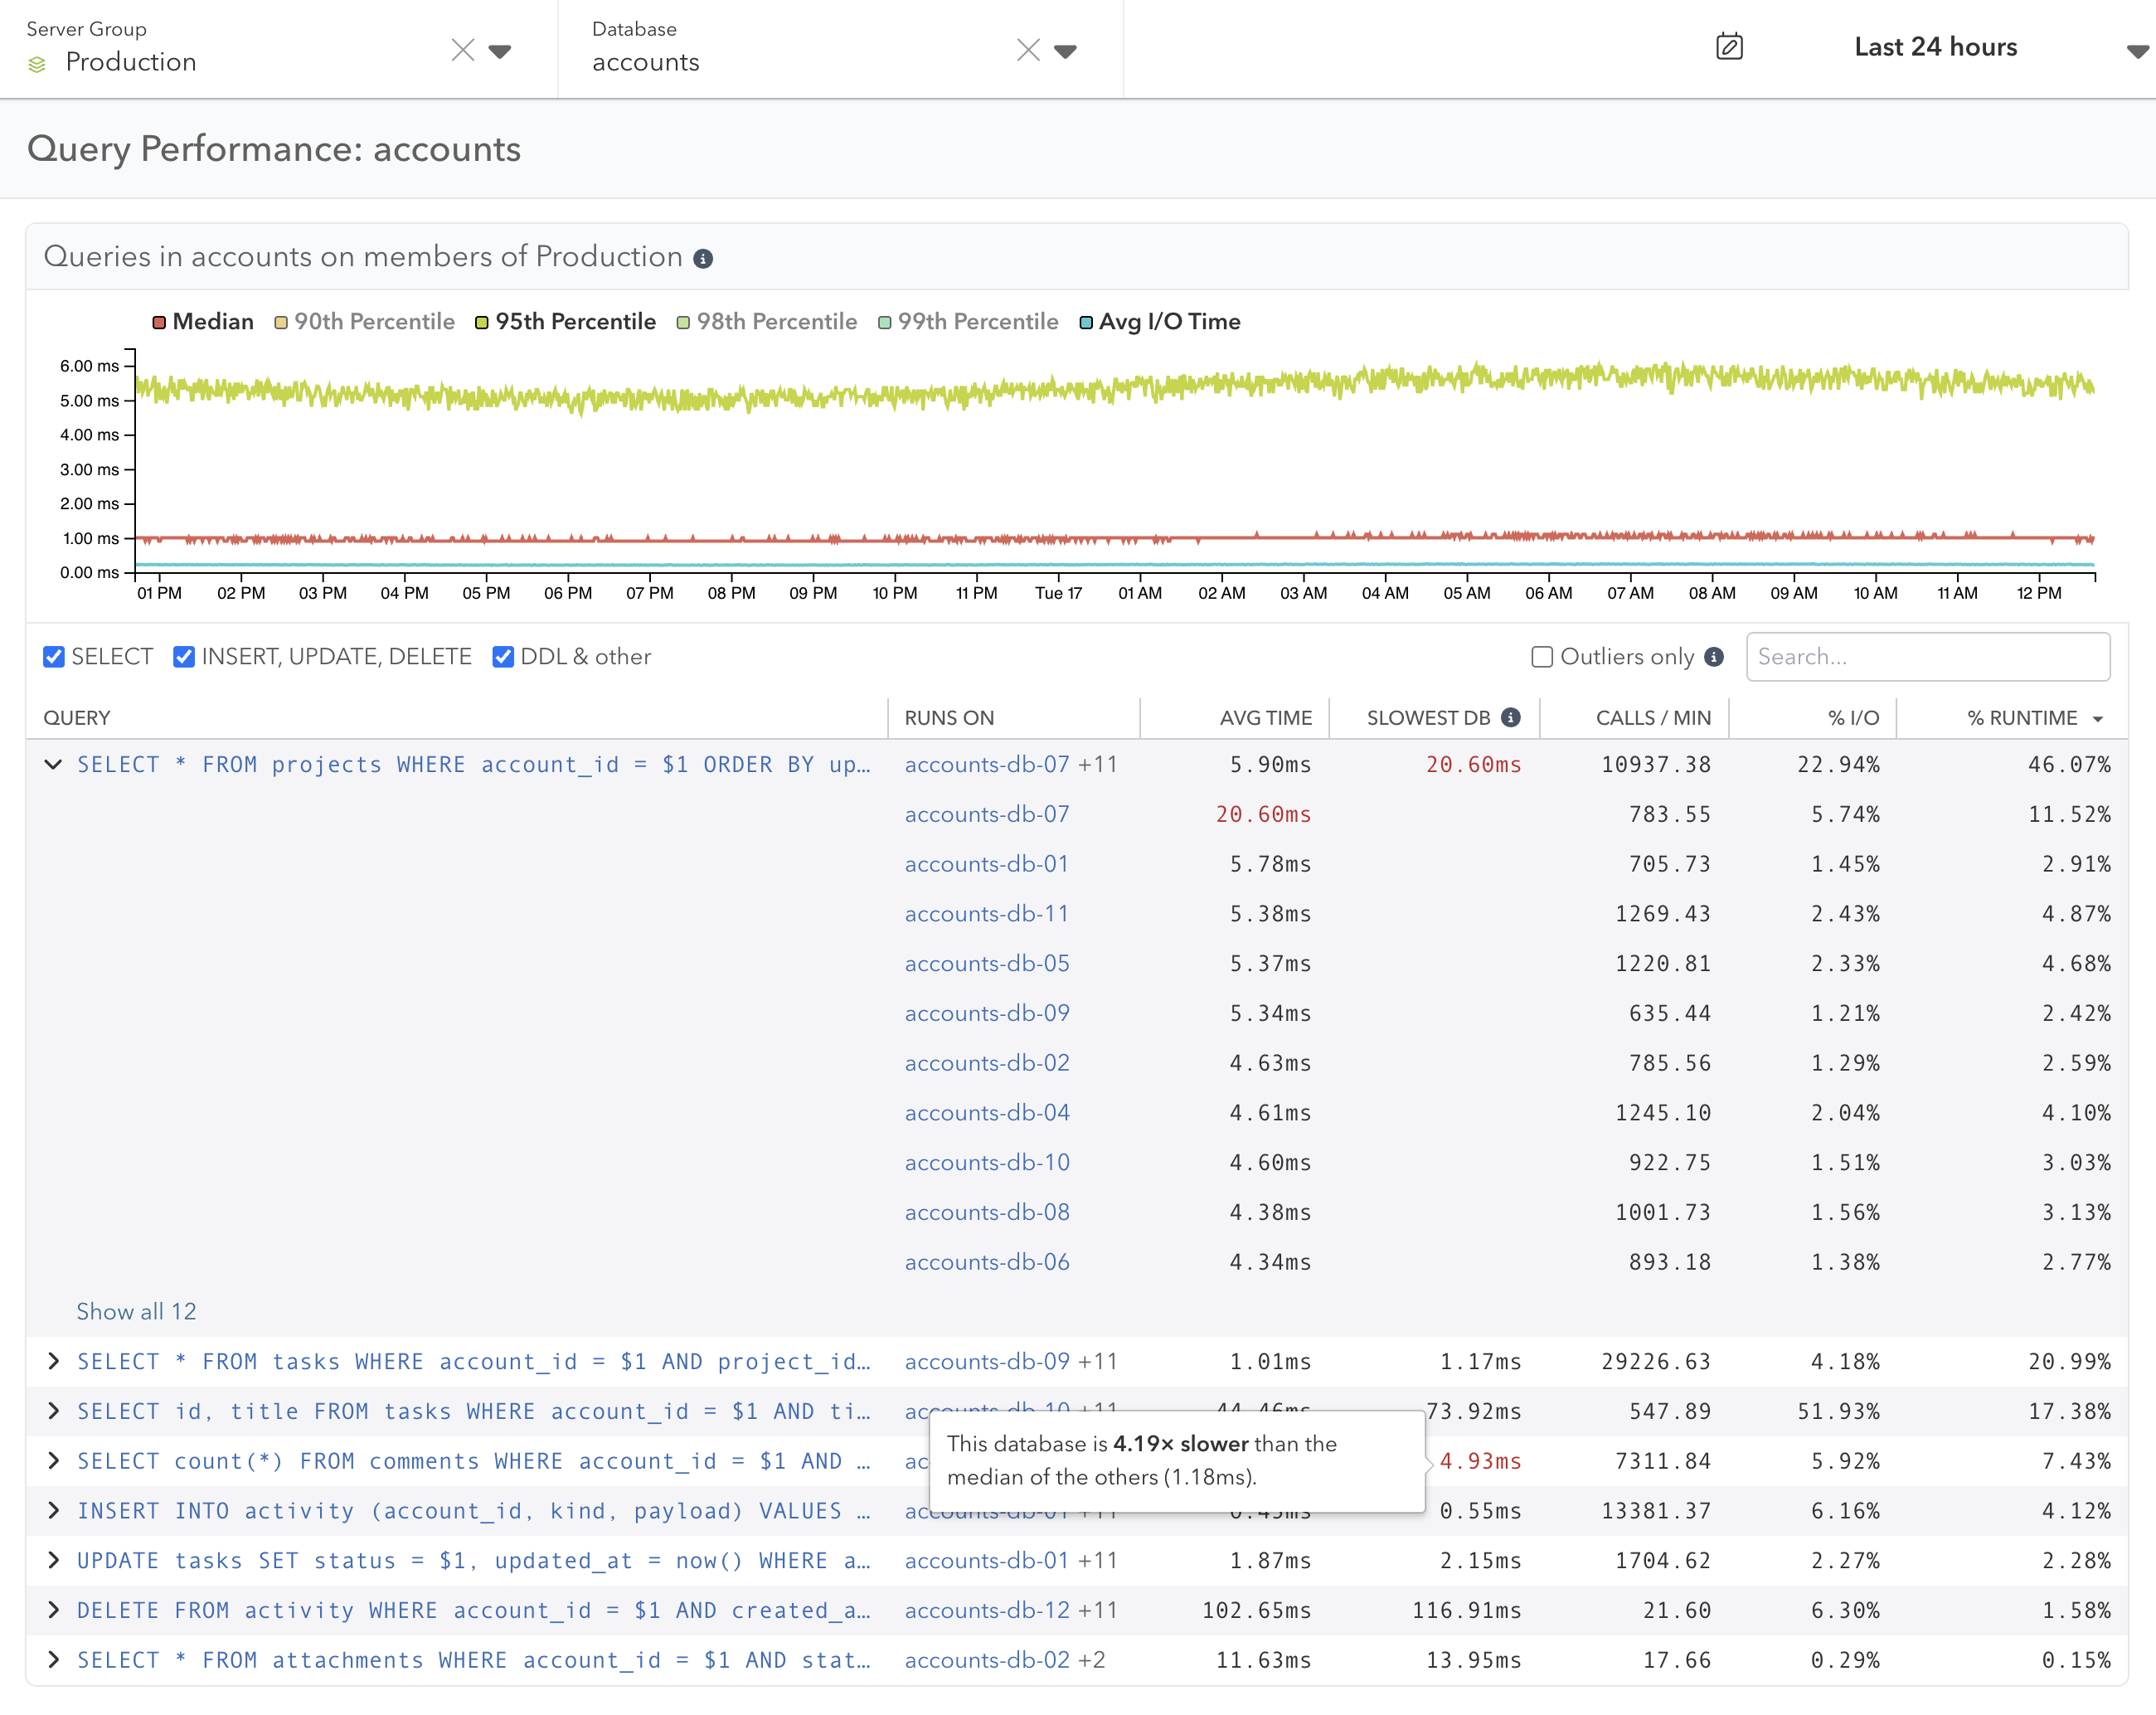 Server Group
Production
Database
accounts
Last 24 hours
Query Performance: accounts
Queries in accounts on members of Production
Median 90th Percentile 95th Percentile 98th Percentile 99th Percentile Avg I/O Time
6.00 ms
5.00 ms
4.00 ms
3.00 ms
2.00 ms
1.00 ms
0.00 ms
01 PM 02 PM 03 PM 04 PM 05 PM 06 PM 07 PM 08 PM 09 PM 10 PM 11 PM Tue 17 01 AM 02 AM 03 AM 04 AM 05 AM 06 AM 07 AM 08 AM 09 AM 10 AM 11 AM 12 PM
SELECT INSERT, UPDATE, DELETE DDL & other Outliers only Search...
QUERY RUNS ON AVG TIME SLOWEST DB CALLS / MIN % I/O % RUNTIME
SELECT * FROM projects WHERE account_id = $1 ORDER BY up… accounts-db-07 +11 5.90ms 20.60ms 10937.38 22.94% 46.07%
accounts-db-07 20.60ms 783.55 5.74% 11.52%
accounts-db-01 5.78ms 705.73 1.45% 2.91%
accounts-db-11 5.38ms 1269.43 2.43% 4.87%
accounts-db-05 5.37ms 1220.81 2.33% 4.68%
accounts-db-09 5.34ms 635.44 1.21% 2.42%
accounts-db-02 4.63ms 785.56 1.29% 2.59%
accounts-db-04 4.61ms 1245.10 2.04% 4.10%
accounts-db-10 4.60ms 922.75 1.51% 3.03%
accounts-db-08 4.38ms 1001.73 1.56% 3.13%
accounts-db-06 4.34ms 893.18 1.38% 2.77%
Show all 12
SELECT * FROM tasks WHERE account_id = $1 AND project_id… accounts-db-09 +11 1.01ms 1.17ms 29226.63 4.18% 20.99%
SELECT id, title FROM tasks WHERE account_id = $1 AND ti… accounts-db-10 +11 44.46ms 73.92ms 547.89 51.93% 17.38%
SELECT count(*) FROM comments WHERE account_id = $1 AND … 4.93ms 7311.84 5.92% 7.43%
This database is 4.19× slower than the
median of the others (1.18ms).
INSERT INTO activity (account_id, kind, payload) VALUES … accounts-db-01 +11 0.55ms 13381.37 6.16% 4.12%
UPDATE tasks SET status = $1, updated_at = now() WHERE a… accounts-db-01 +11 1.87ms 2.15ms 1704.62 2.27% 2.28%
DELETE FROM activity WHERE account_id = $1 AND created_a… accounts-db-12 +11 102.65ms 116.91ms 21.60 6.30% 1.58%
SELECT * FROM attachments WHERE account_id = $1 AND stat… accounts-db-02 +2 11.63ms 13.95ms 17.66 0.29% 0.15%